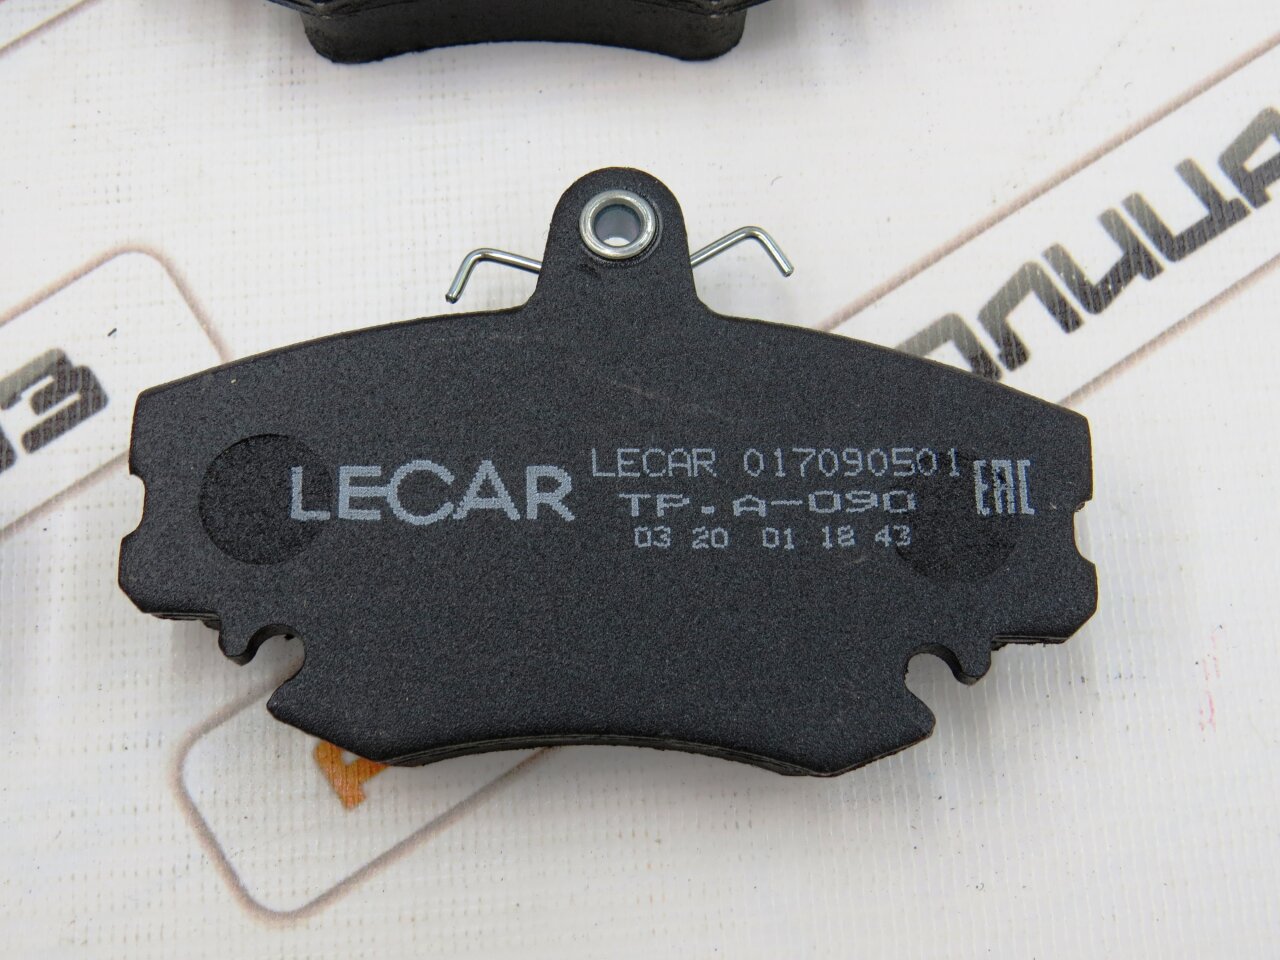 LECAR
LECAR 017090501
TP.A-090
03 20 01 18 43
EAC